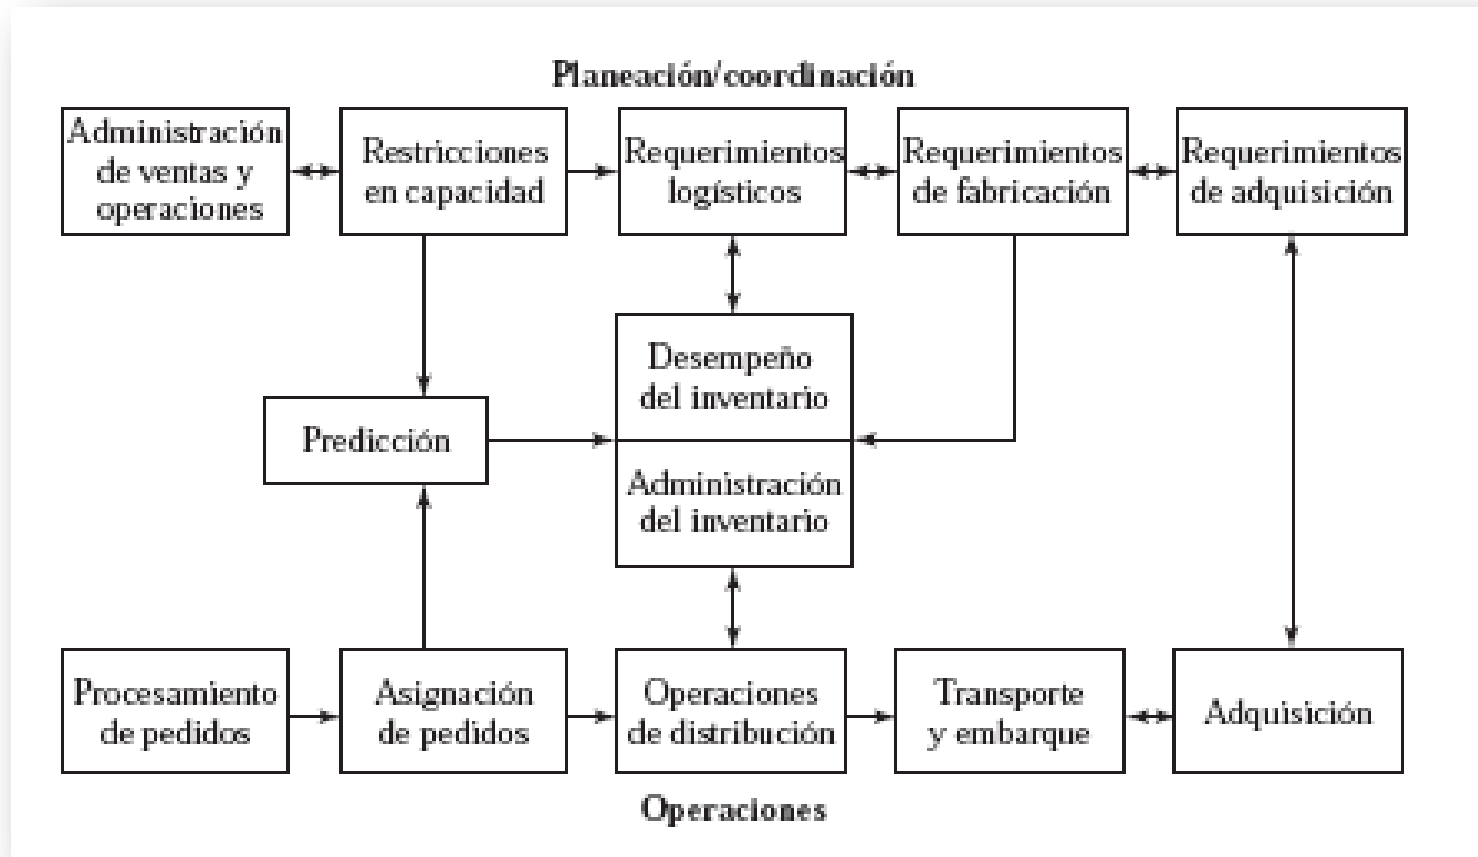 Planeación/coordinación
Administración
de ventas y
operaciones
Restricciones
en capacidad
Requerimientos
logísticos
Requerimientos
de fabricación
Requerimientos
de adquisición
Desempeño
del inventario
Predicción
Administración
del inventario
Procesamiento
de pedidos
Asignación
de pedidos
Operaciones
de distribución
Transporte
y embarque
Adquisición
Operaciones